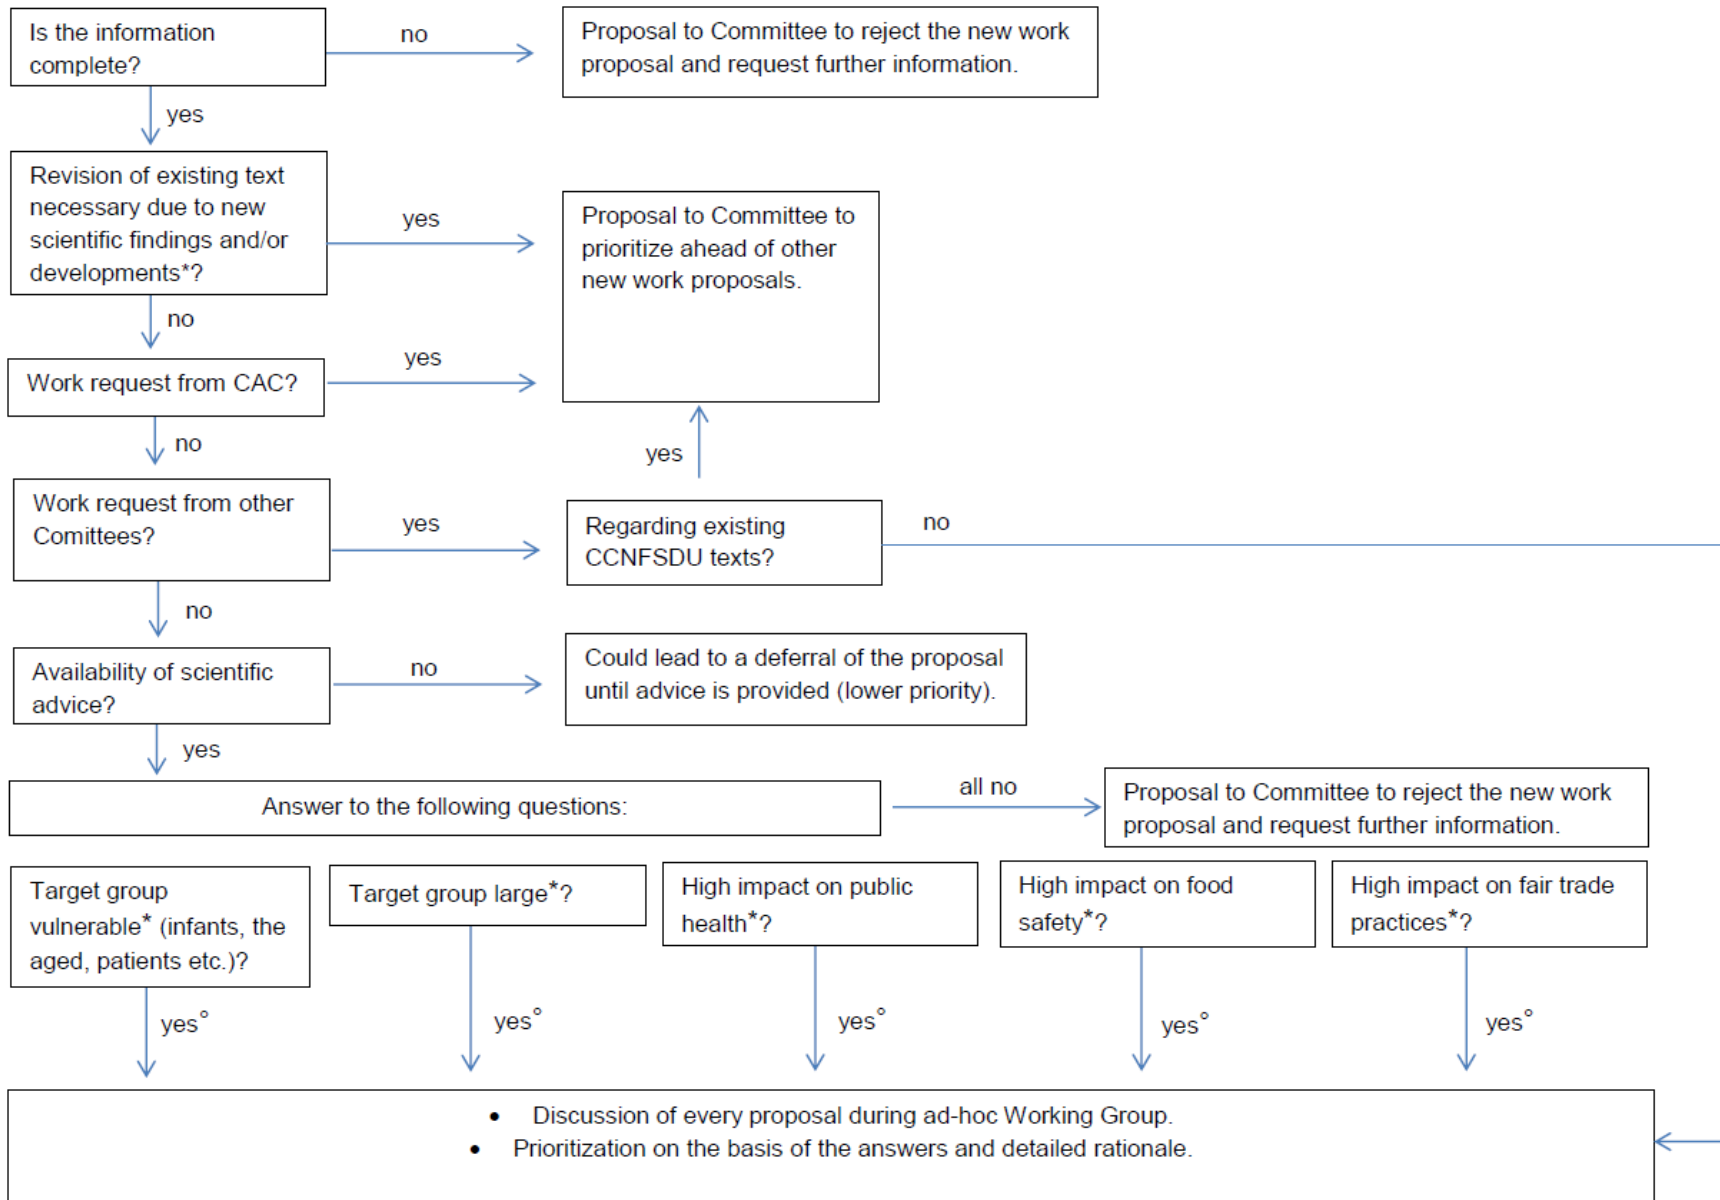 Is the information
complete?
no
Proposal to Committee to reject the new work
proposal and request further information.
yes
Revision of existing text
necessary due to new
scientific findings and/or
developments*?
yes
Proposal to Committee to
prioritize ahead of other
new work proposals.
no
Work request from CAC?
yes
no
yes
Work request from other
Comittees?
yes
Regarding existing
CCNFSDU texts?
no
no
Availability of scientific
advice?
no
Could lead to a deferral of the proposal
until advice is provided (lower priority).
yes
Answer to the following questions:
all no
Proposal to Committee to reject the new work
proposal and request further information.
Target group
vulnerable* (infants, the
aged, patients etc.)?
Target group large*?
High impact on public
health*?
High impact on food
safety*?
High impact on fair trade
practices*?
yes°
yes°
yes°
yes°
yes°
• Discussion of every proposal during ad-hoc Working Group.
• Prioritization on the basis of the answers and detailed rationale.